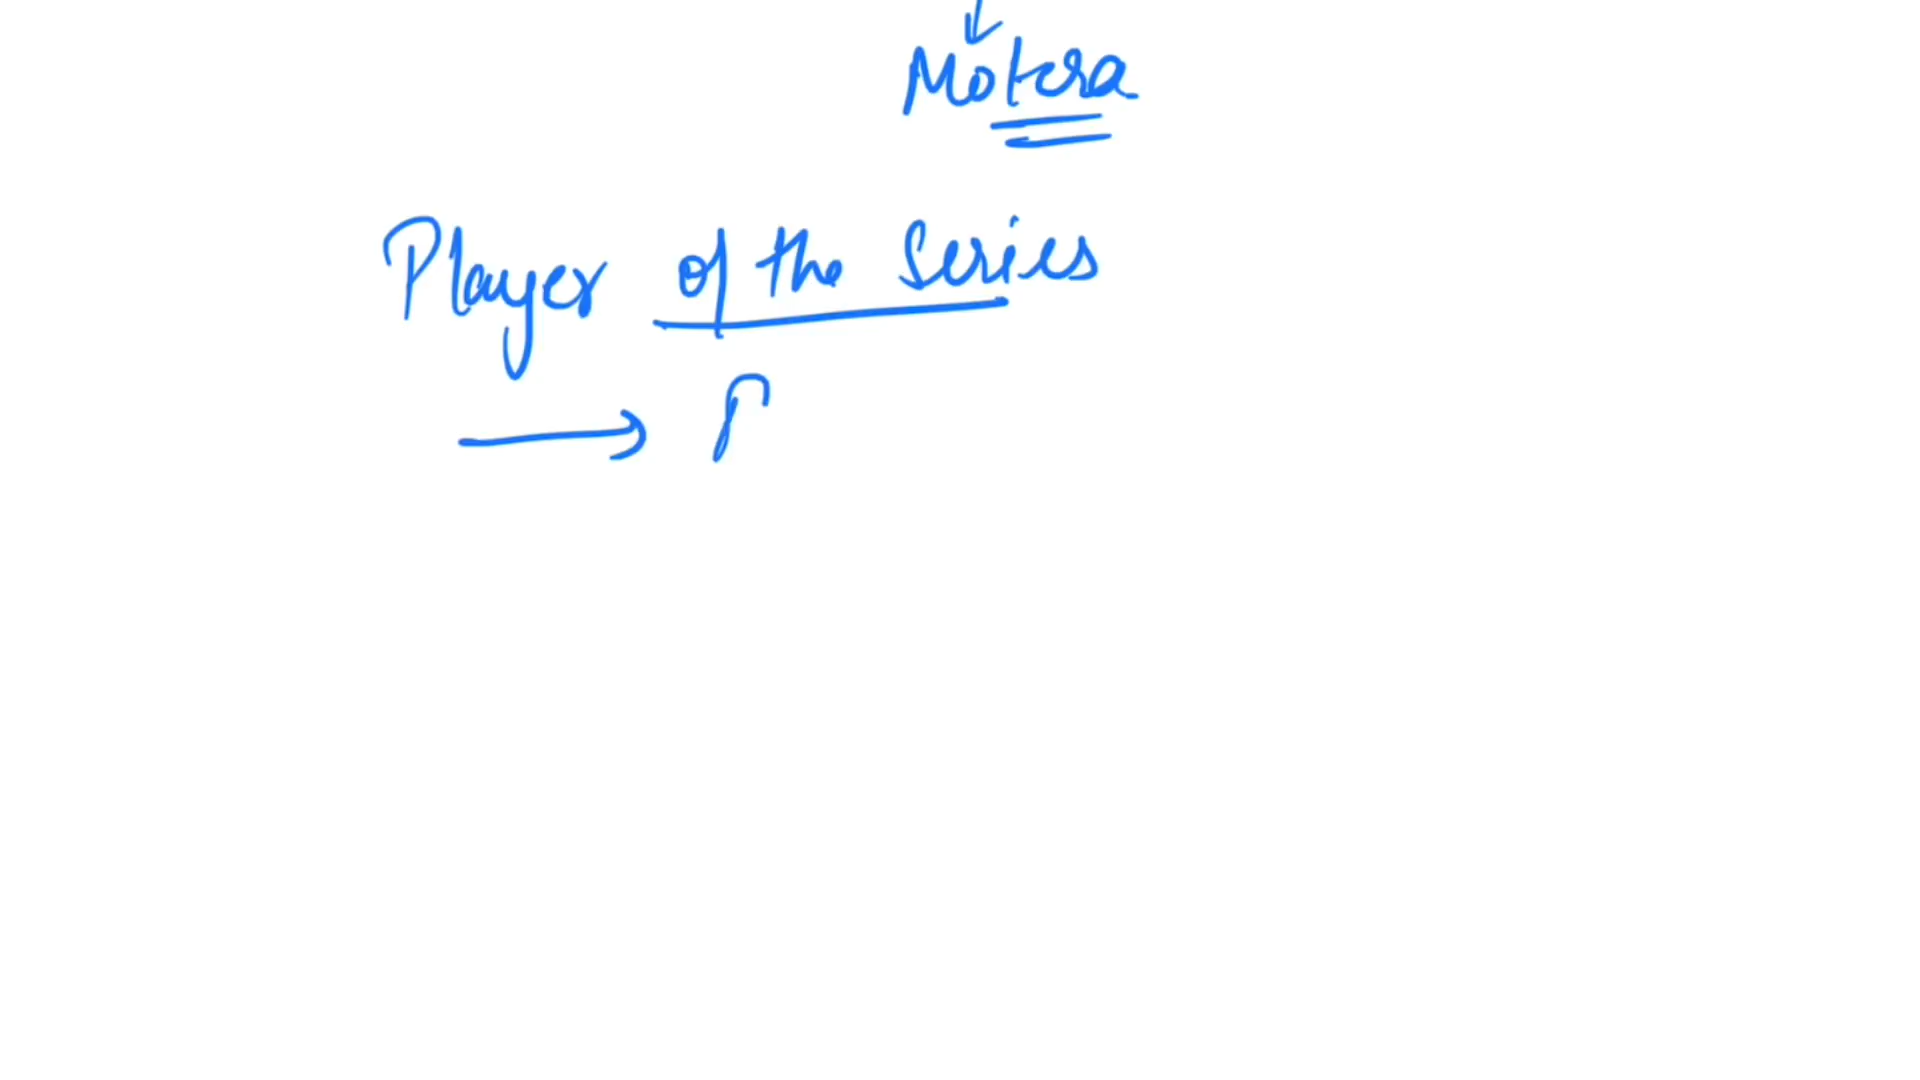 Motera
Player of the Series